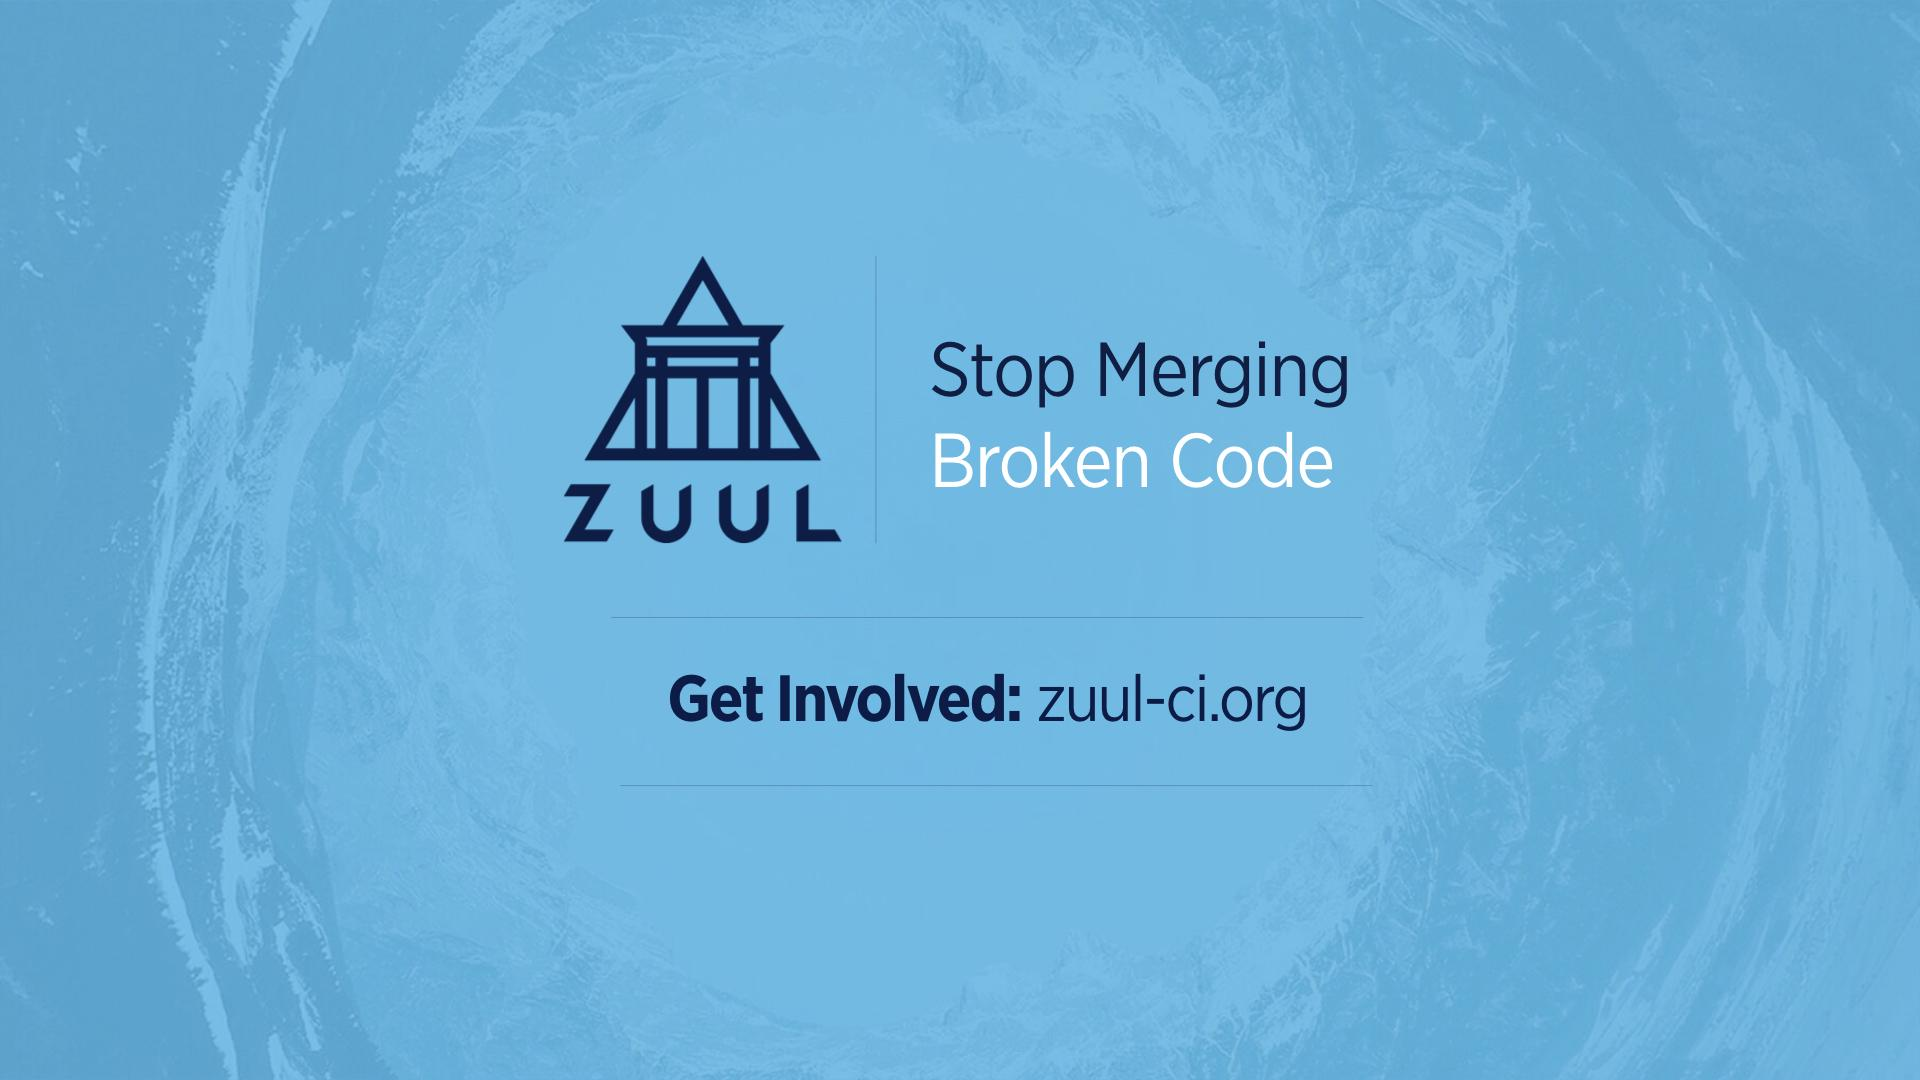 ZUUL
Stop Merging
Broken Code
Get Involved: zuul-ci.org